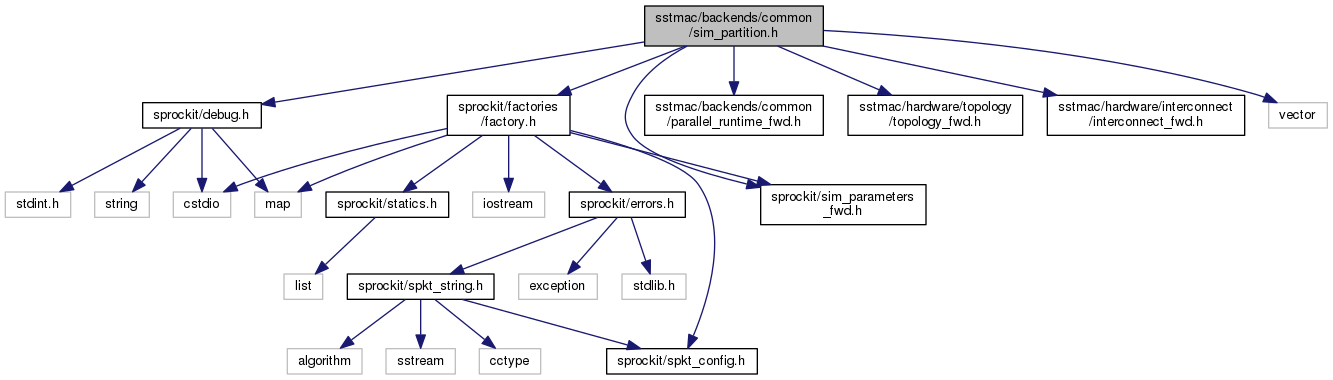 sstmac/backends/common
/sim_partition.h
sprockit/debug.h
sprockit/factories
/factory.h
sstmac/backends/common
/parallel_runtime_fwd.h
sstmac/hardware/topology
/topology_fwd.h
sstmac/hardware/interconnect
/interconnect_fwd.h
vector
stdint.h
string
cstdio
map
sprockit/statics.h
iostream
sprockit/errors.h
sprockit/sim_parameters
_fwd.h
list
sprockit/spkt_string.h
exception
stdlib.h
algorithm
sstream
cctype
sprockit/spkt_config.h